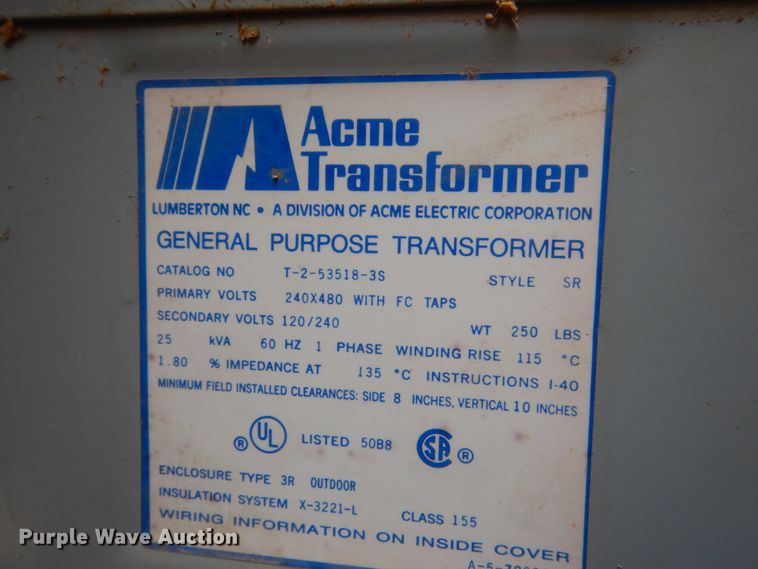 Acme
Transformer
LUMBERTON NC • A DIVISION OF ACME ELECTRIC CORPORATION
GENERAL PURPOSE TRANSFORMER
CATALOG NO T-2-53518-3S STYLE SR
PRIMARY VOLTS 240X480 WITH FC TAPS
SECONDARY VOLTS 120/240 WT 250 LBS
25 kVA 60 HZ 1 PHASE WINDING RISE 115 °C
1.80 % IMPEDANCE AT 135 °C INSTRUCTIONS I-40
MINIMUM FIELD INSTALLED CLEARANCES: SIDE 8 INCHES, VERTICAL 10 INCHES
® UL LISTED 50B8 SA ®
ENCLOSURE TYPE 3R OUTDOOR
INSULATION SYSTEM X-3221-L CLASS 155
WIRING INFORMATION ON INSIDE COVER
Purple Wave Auction